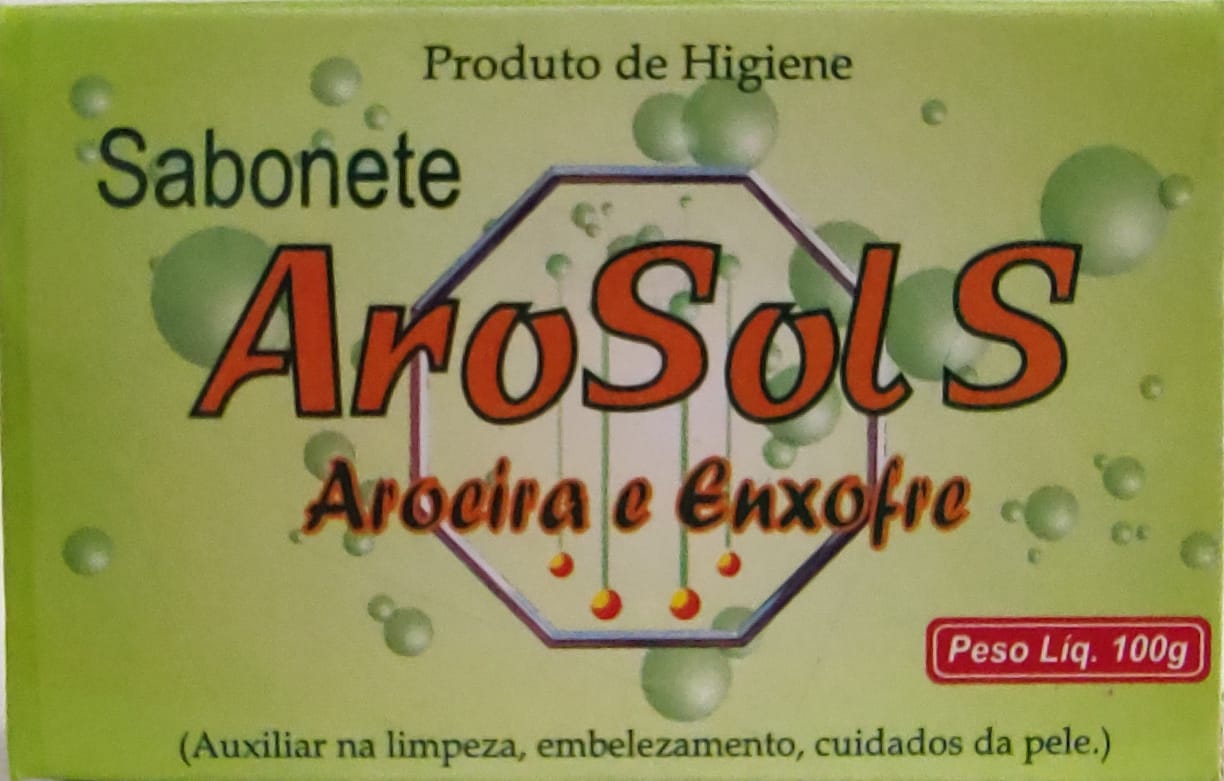 Produto de Higiene
Sabonete
AroSolS
Aroeira e Enxofre
Peso Líq. 100g
(Auxiliar na limpeza, embelezamento, cuidados da pele.)